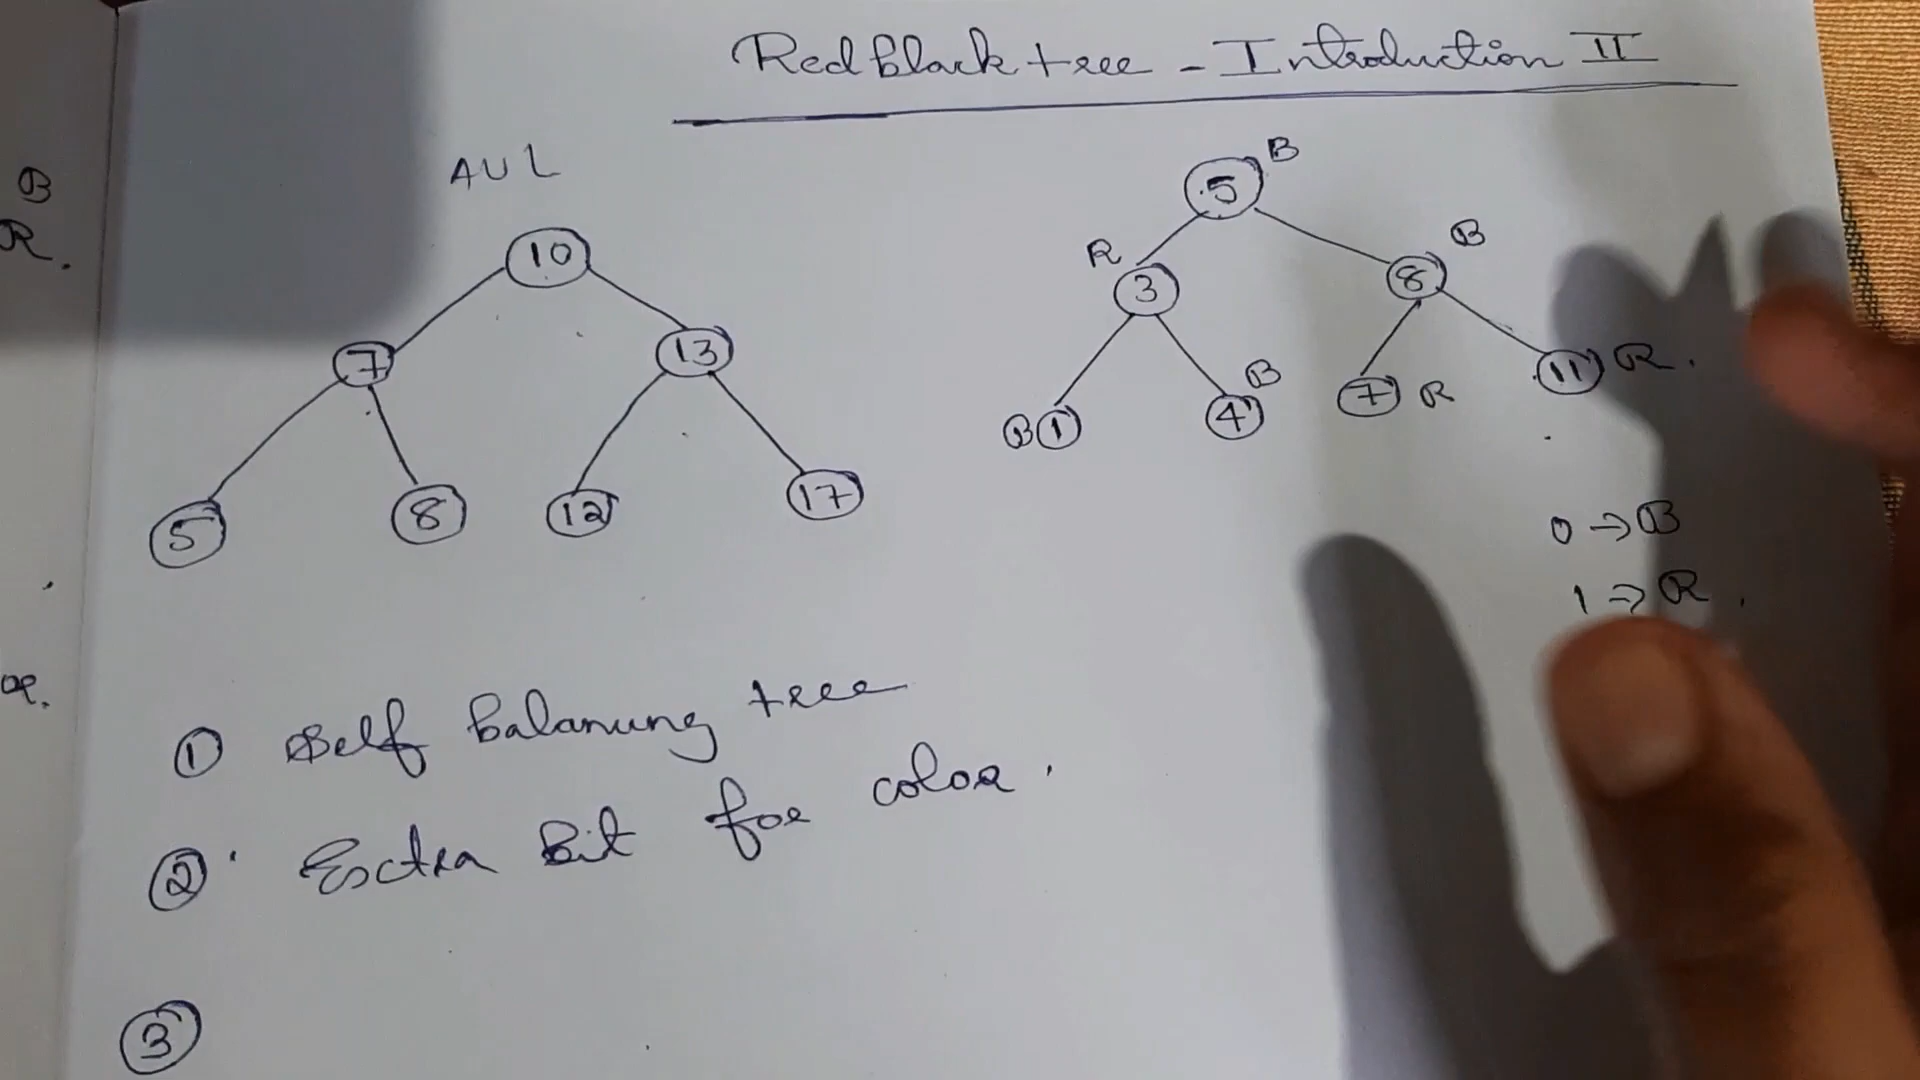 Red black tree - Introduction II
AVL
B
R.
10
7
13
5
8
12
17
B
5
R
3
B
8
B 1
B
4
7 R
11 R.
0 → B
1 ⇒ R.
① Self balancing tree
②. Extra bit for color.
③